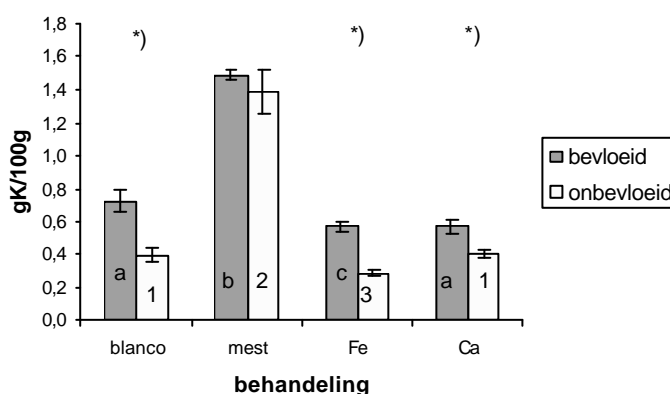 gK/100g
1,8
1,6
1,4
1,2
1,0
0,8
0,6
0,4
0,2
0,0
*) *) *)
a 1 b 2 c 3 a 1
blanco mest Fe Ca
behandeling
bevloeid
onbevloeid